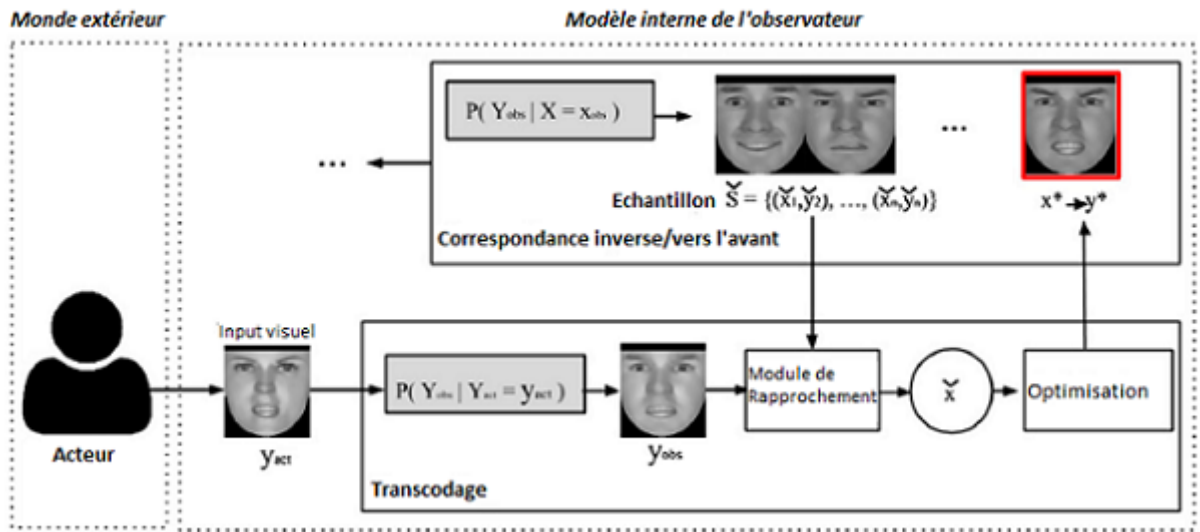 Monde extérieur
Modèle interne de l'observateur
P( Yobs | X = xobs )
...
...
Echantillon S̆ = {(x̆1,y̆2), ..., (x̆n,y̆n)}
x* → y*
Correspondance inverse/vers l'avant
Input visuel
P( Yobs | Yact = yact )
Module de
Rapprochement
x̆
Optimisation
Acteur
yact
yobs
Transcodage